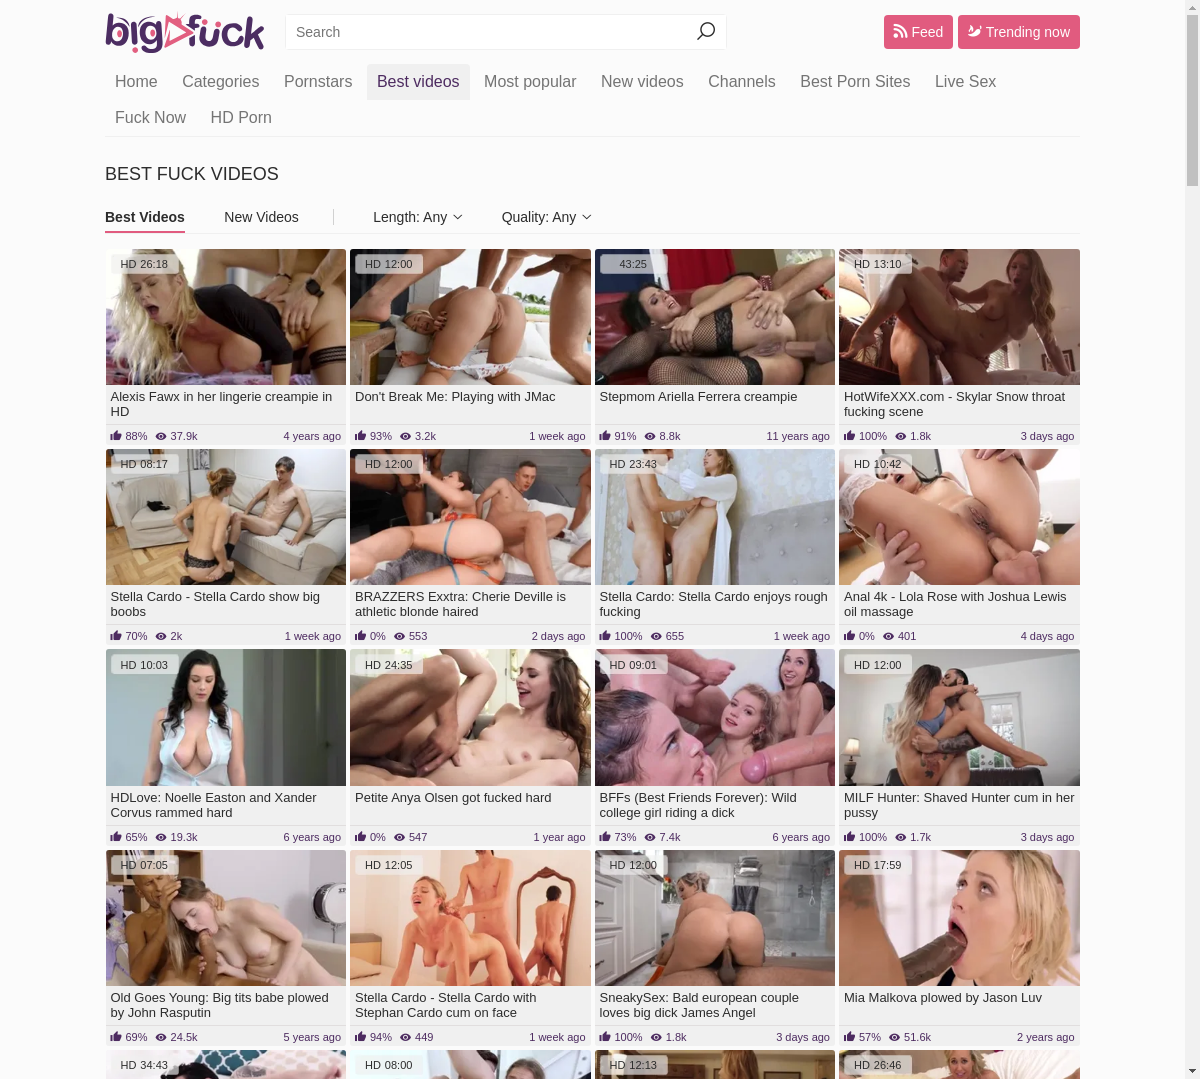 bigfuck
Search
Feed
Trending now
Home Categories Pornstars Best videos Most popular New videos Channels Best Porn Sites Live Sex
Fuck Now HD Porn
BEST FUCK VIDEOS
Best Videos New Videos Length: Any Quality: Any
HD 26:18
HD 12:00
43:25
HD 13:10
Alexis Fawx in her lingerie creampie in
HD
88% 37.9k 4 years ago
Don't Break Me: Playing with JMac
93% 3.2k 1 week ago
Stepmom Ariella Ferrera creampie
91% 8.8k 11 years ago
HotWifeXXX.com - Skylar Snow throat
fucking scene
100% 1.8k 3 days ago
HD 08:17
HD 12:00
HD 23:43
HD 10:42
Stella Cardo - Stella Cardo show big
boobs
70% 2k 1 week ago
BRAZZERS Exxtra: Cherie Deville is
athletic blonde haired
0% 553 2 days ago
Stella Cardo: Stella Cardo enjoys rough
fucking
100% 655 1 week ago
Anal 4k - Lola Rose with Joshua Lewis
oil massage
0% 401 4 days ago
HD 10:03
HD 24:35
HD 09:01
HD 12:00
HDLove: Noelle Easton and Xander
Corvus rammed hard
65% 19.3k 6 years ago
Petite Anya Olsen got fucked hard
0% 547 1 year ago
BFFs (Best Friends Forever): Wild
college girl riding a dick
73% 7.4k 6 years ago
MILF Hunter: Shaved Hunter cum in her
pussy
100% 1.7k 3 days ago
HD 07:05
HD 12:05
HD 12:00
HD 17:59
Old Goes Young: Big tits babe plowed
by John Rasputin
69% 24.5k 5 years ago
Stella Cardo - Stella Cardo with
Stephan Cardo cum on face
94% 449 1 week ago
SneakySex: Bald european couple
loves big dick James Angel
100% 1.8k 3 days ago
Mia Malkova plowed by Jason Luv
57% 51.6k 2 years ago
HD 34:43
HD 08:00
HD 12:13
HD 26:46